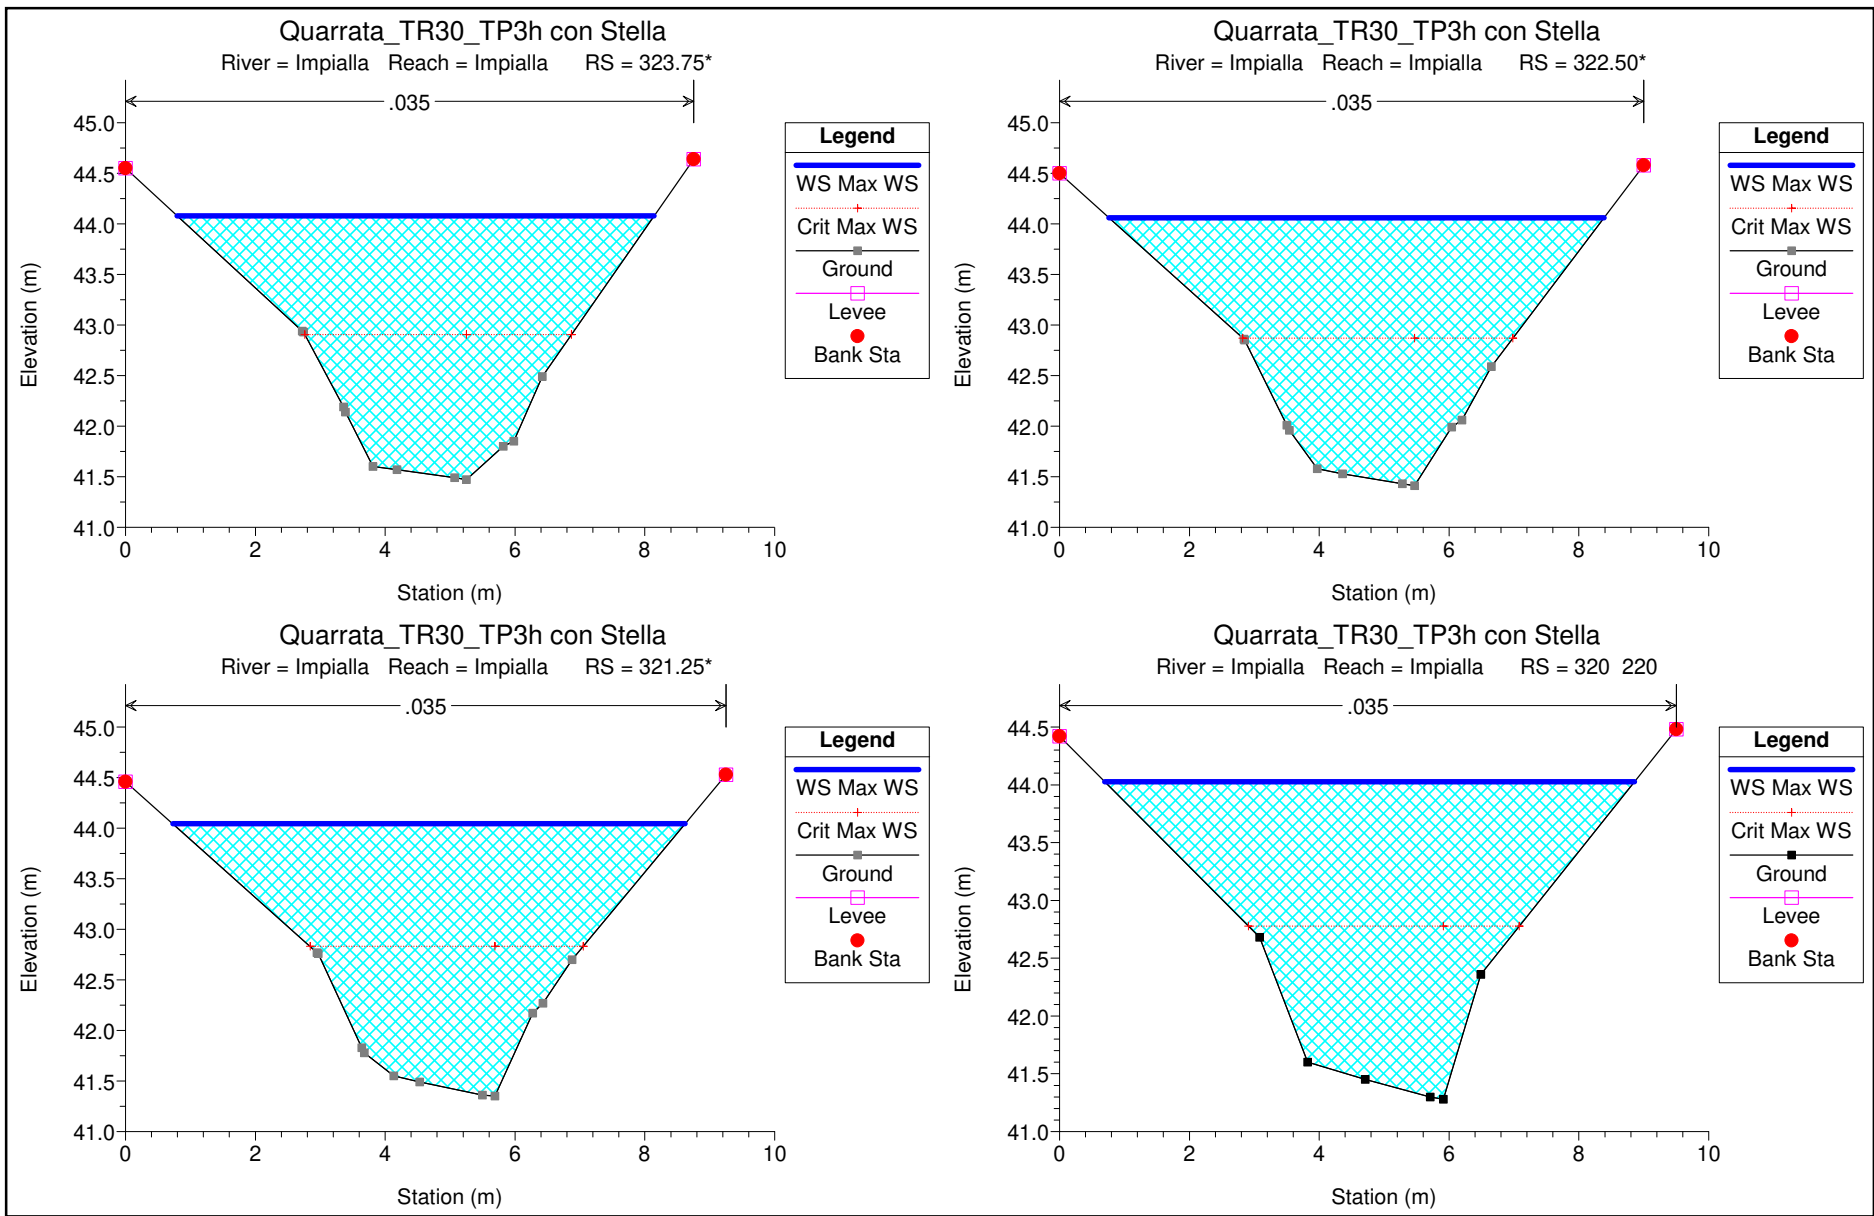 Quarrata_TR30_TP3h con Stella
River = Impialla   Reach = Impialla      RS = 323.75*
.035
45.0
44.5
44.0
43.5
43.0
42.5
42.0
41.5
41.0
0 2 4 6 8 10
Elevation (m)
Station (m)
Legend
WS Max WS
Crit Max WS
Ground
Levee
Bank Sta
Quarrata_TR30_TP3h con Stella
River = Impialla   Reach = Impialla      RS = 322.50*
.035
45.0
44.5
44.0
43.5
43.0
42.5
42.0
41.5
41.0
0 2 4 6 8 10
Elevation (m)
Station (m)
Legend
WS Max WS
Crit Max WS
Ground
Levee
Bank Sta
Quarrata_TR30_TP3h con Stella
River = Impialla   Reach = Impialla      RS = 321.25*
.035
45.0
44.5
44.0
43.5
43.0
42.5
42.0
41.5
41.0
0 2 4 6 8 10
Elevation (m)
Station (m)
Legend
WS Max WS
Crit Max WS
Ground
Levee
Bank Sta
Quarrata_TR30_TP3h con Stella
River = Impialla   Reach = Impialla      RS = 320  220
.035
44.5
44.0
43.5
43.0
42.5
42.0
41.5
41.0
0 2 4 6 8 10
Elevation (m)
Station (m)
Legend
WS Max WS
Crit Max WS
Ground
Levee
Bank Sta